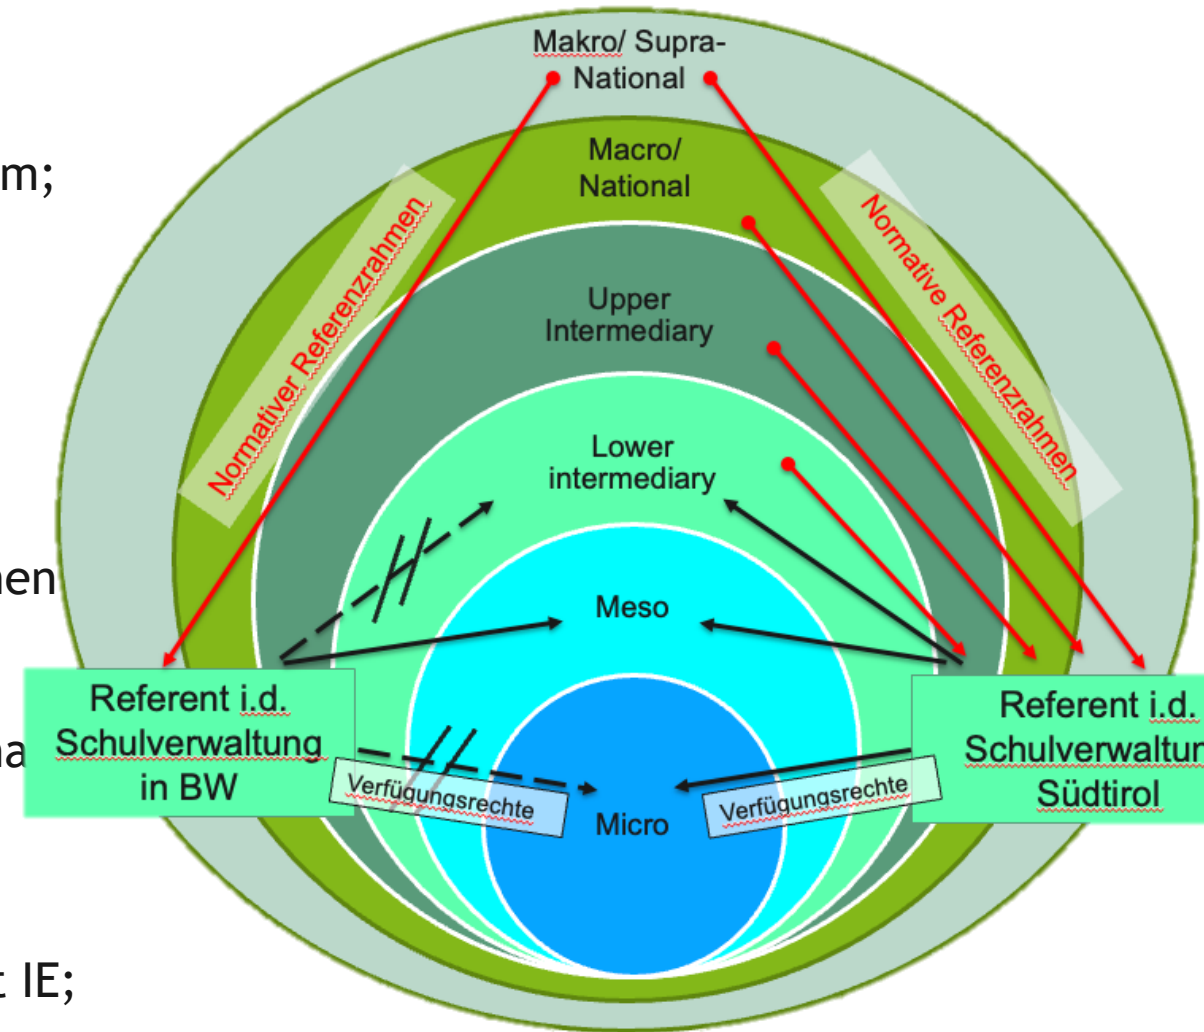 Makro/ Supra-
National
m;
Macro/
National
Normativer Referenzrahmen
Normative Referenzrahmen
Upper
Intermediary
Lower
intermediary
nen
Meso
Referent i.d.
Schulverwaltung
in BW
Referent i.d.
Schulverwaltun
Südtirol
na
Verfügungsrechte
Verfügungsrechte
Micro
t IE;